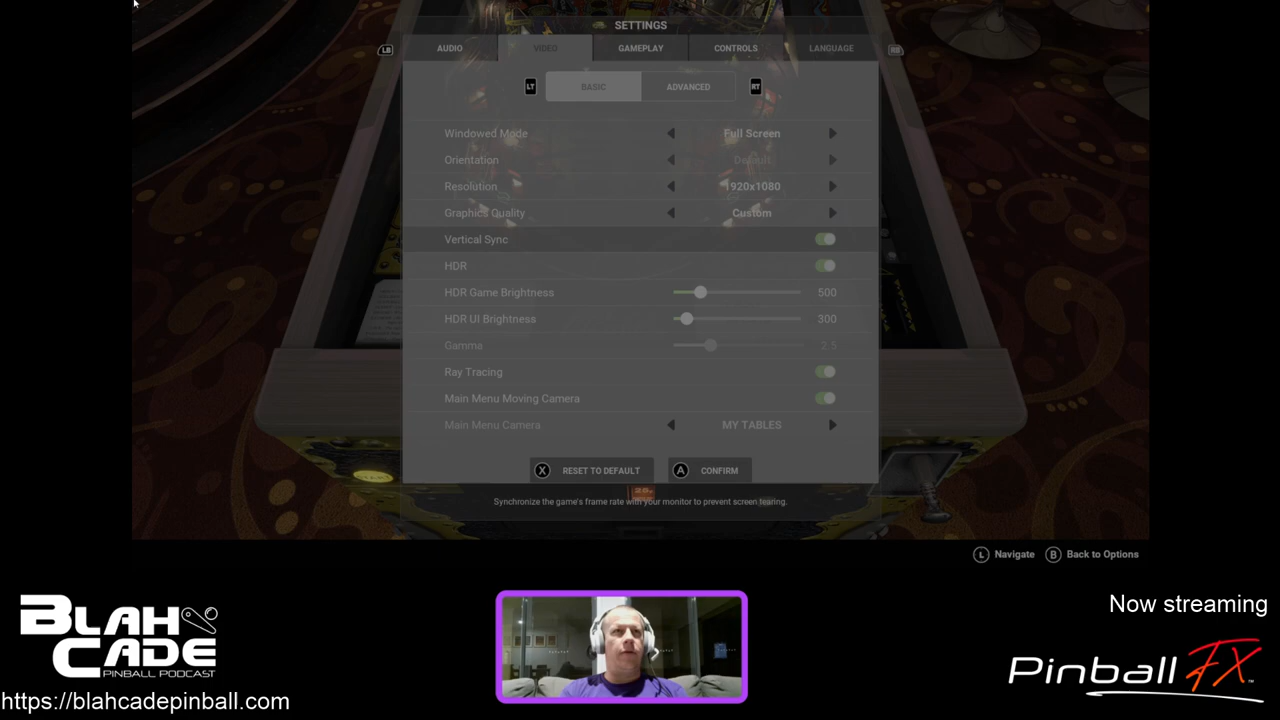 SETTINGS
LB AUDIO VIDEO GAMEPLAY CONTROLS LANGUAGE RB
LT BASIC ADVANCED RT
Windowed Mode Full Screen
Orientation Default
Resolution 1920x1080
Graphics Quality Custom
Vertical Sync
HDR
HDR Game Brightness 500
HDR UI Brightness 300
Gamma 2.5
Ray Tracing
Main Menu Moving Camera
Main Menu Camera MY TABLES
X RESET TO DEFAULT A CONFIRM
Synchronize the game's frame rate with your monitor to prevent screen tearing.
START
L Navigate B Back to Options
BLAH
CADE
PINBALL PODCAST
https://blahcadepinball.com
Now streaming
Pinball FX